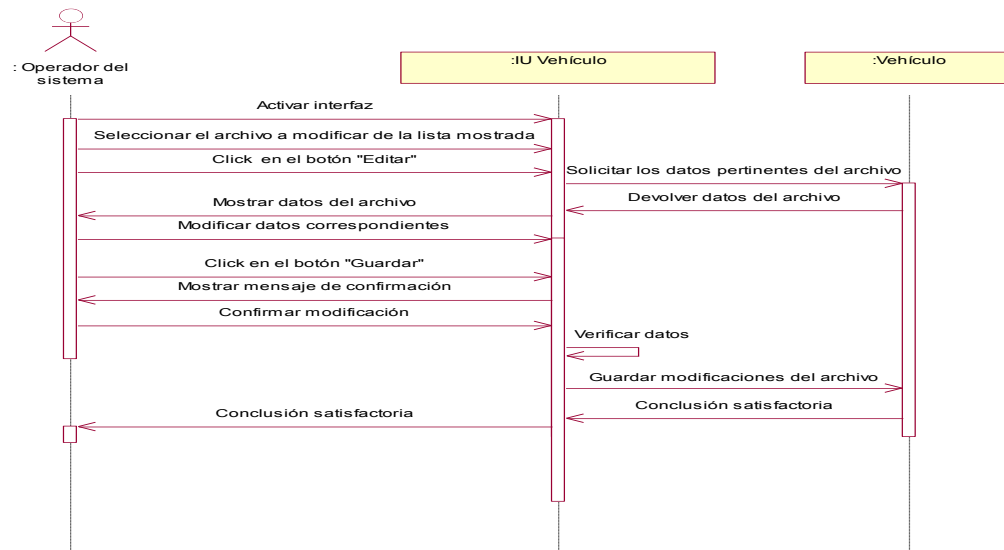 : Operador del
sistema
:IU Vehículo
:Vehículo
Activar interfaz
Seleccionar el archivo a modificar de la lista mostrada
Click en el botón "Editar"
Solicitar los datos pertinentes del archivo
Devolver datos del archivo
Mostrar datos del archivo
Modificar datos correspondientes
Click en el botón "Guardar"
Mostrar mensaje de confirmación
Confirmar modificación
Verificar datos
Guardar modificaciones del archivo
Conclusión satisfactoria
Conclusión satisfactoria